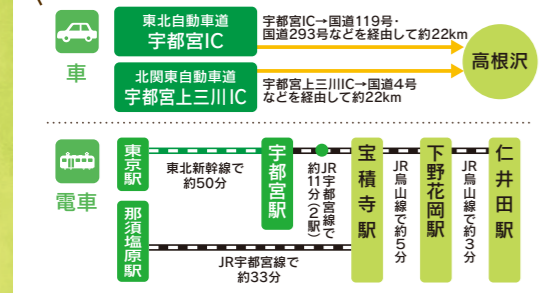 車
東北自動車道
宇都宮IC
宇都宮IC→国道119号・
国道293号などを経由して約22km
北関東自動車道
宇都宮上三川IC
宇都宮上三川IC→国道4号
などを経由して約22km
高根沢
電車
東京駅
東北新幹線で
約50分
宇都宮駅
JR宇都宮線で
約11分(2駅)
那須塩原駅
JR宇都宮線で
約33分
宝積寺駅
JR烏山線で約5分
下野花岡駅
JR烏山線で約3分
仁井田駅